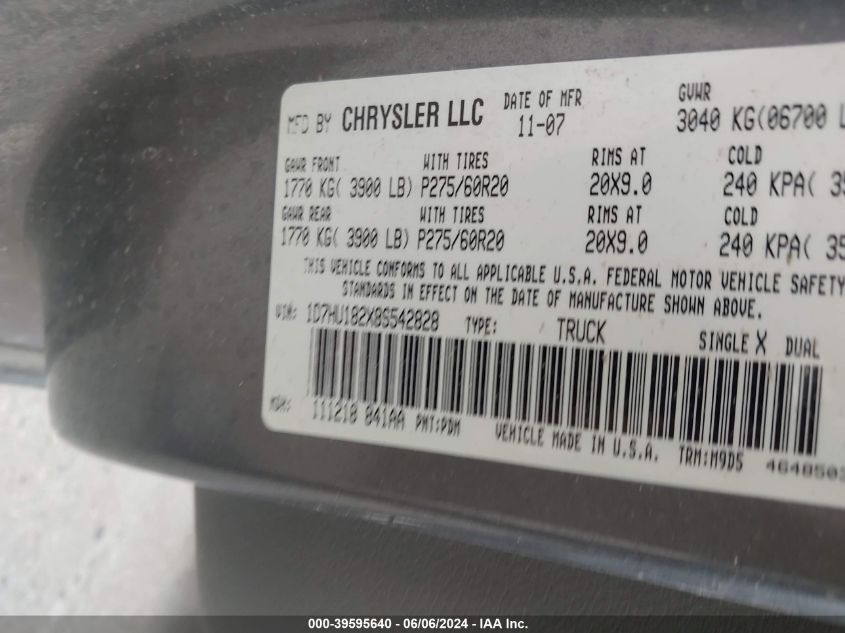 MFD BY CHRYSLER LLC DATE OF MFR GVWR
11-07 3040 KG(06700 L
GAWR FRONT WITH TIRES RIMS AT COLD
1770 KG( 3900 LB) P275/60R20 20X9.0 240 KPA( 35
GAWR REAR WITH TIRES RIMS AT COLD
1770 KG( 3900 LB) P275/60R20 20X9.0 240 KPA( 35
THIS VEHICLE CONFORMS TO ALL APPLICABLE U.S.A. FEDERAL MOTOR VEHICLE SAFETY
STANDARDS IN EFFECT ON THE DATE OF MANUFACTURE SHOWN ABOVE.
VIN: 1D7HU182X8S542828 TYPE: TRUCK SINGLE X DUAL
MDH: 111210 841AA PNT:PDM VEHICLE MADE IN U.S.A. TRM:M9D5 4648503
000-39595640 - 06/06/2024 - IAA Inc.